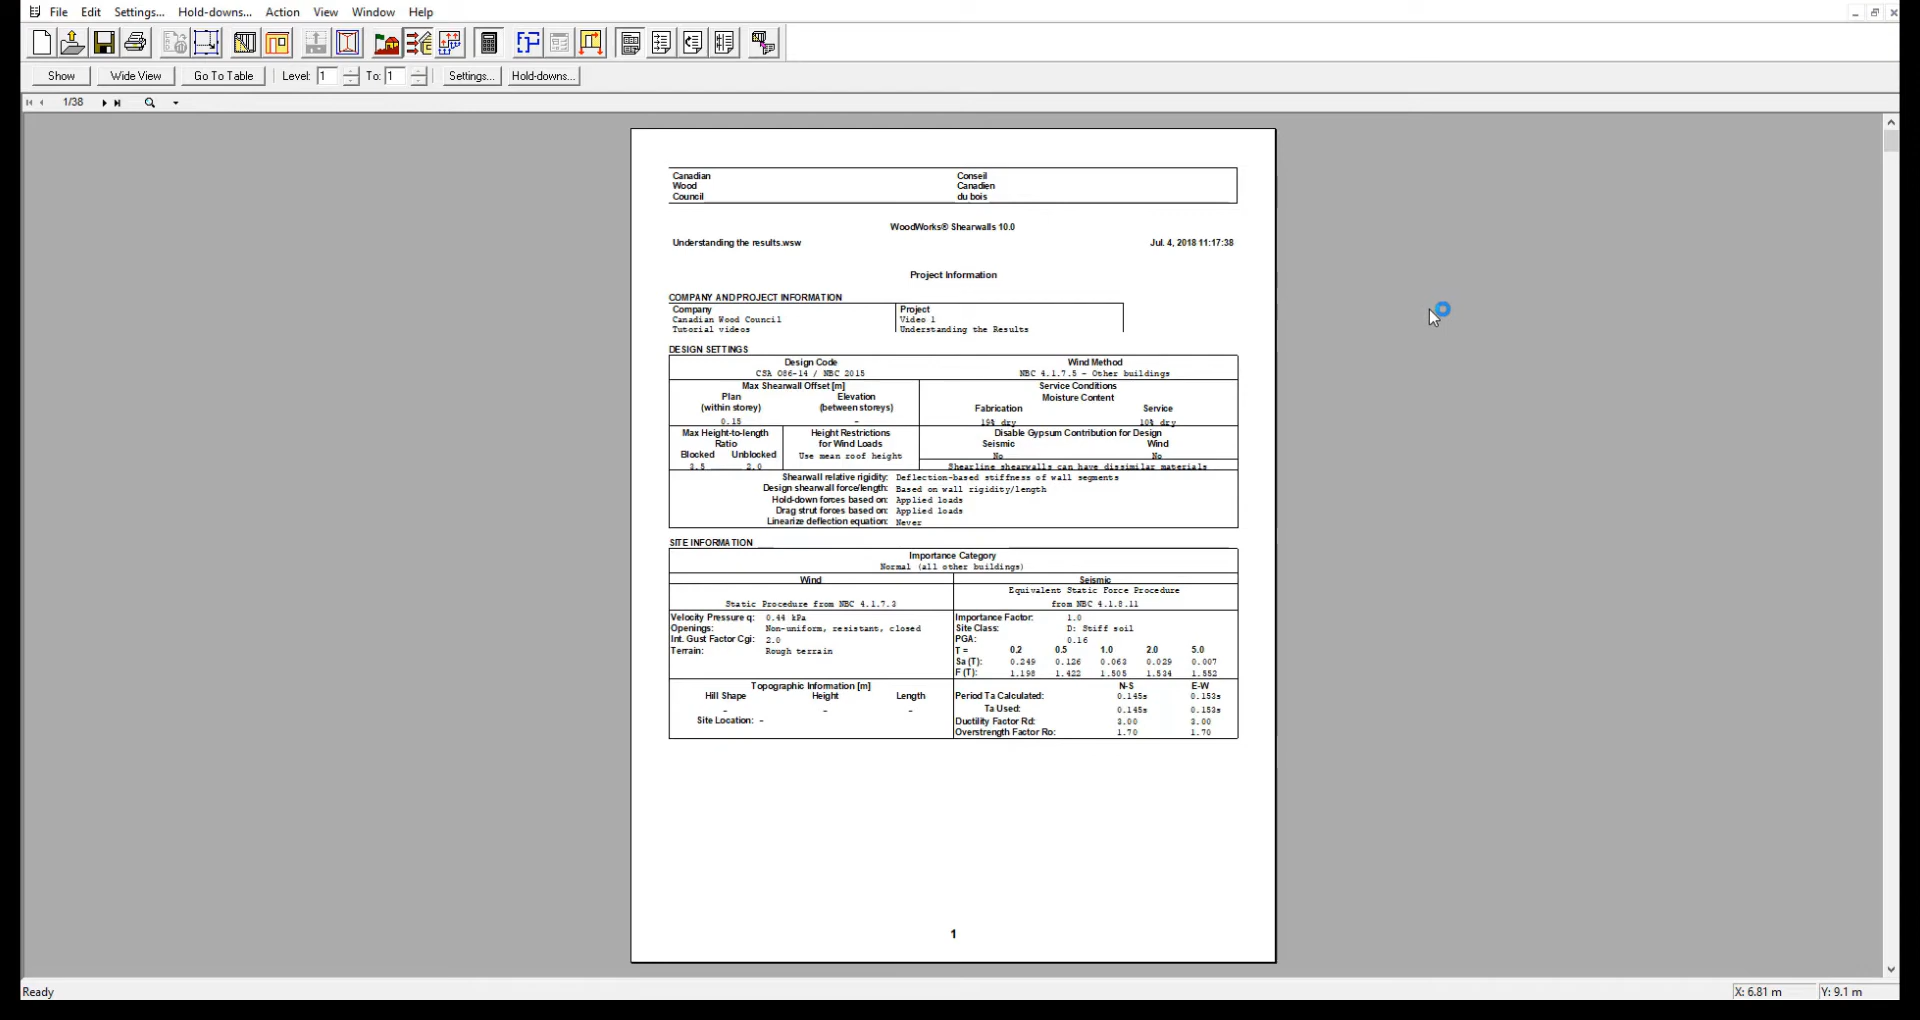 File Edit Settings... Hold-downs... Action View Window Help
Show Wide View Go To Table Level: 1 To: 1 Settings... Hold-downs...
1/38
Canadian Conseil
Wood Canadien
Council du bois
WoodWorks® Shearwalls 10.0
Understanding the results.wsw Jul. 4, 2018 11:17:38
Project Information
COMPANY AND PROJECT INFORMATION
Company Project
Canadian Wood Council Video 1
Tutorial videos Understanding the Results
DESIGN SETTINGS
Design Code Wind Method
CSA O86-14 / NBC 2015 NBC 4.1.7.5 - Other buildings
Max Shearwall Offset [m] Service Conditions
Plan Elevation Moisture Content
(within storey) (between storeys) Fabrication Service
0.15 - 19% dry 10% dry
Max Height-to-length Height Restrictions Disable Gypsum Contribution for Design
Ratio for Wind Loads Seismic Wind
Blocked Unblocked Use mean roof height No No
3.5 2.0 Shearline shearwalls can have dissimilar materials
Shearwall relative rigidity: Deflection-based stiffness of wall segments
Design shearwall force/length: Based on wall rigidity/length
Hold-down forces based on: Applied loads
Drag strut forces based on: Applied loads
Linearize deflection equation: Never
SITE INFORMATION
Importance Category
Normal (all other buildings)
Wind Seismic
Equivalent Static Force Procedure
Static Procedure from NBC 4.1.7.3 from NBC 4.1.8.11
Velocity Pressure q: 0.44 kPa Importance Factor: 1.0
Openings: Non-uniform, resistant, closed Site Class: D: Stiff soil
Int. Gust Factor Cgi: 2.0 PGA: 0.16
Terrain: Rough terrain T = 0.2 0.5 1.0 2.0 5.0
Sa (T): 0.249 0.126 0.063 0.029 0.007
F (T): 1.198 1.422 1.505 1.534 1.552
Topographic Information [m] N-S E-W
Hill Shape Height Length Period Ta Calculated: 0.145s 0.153s
- - - Ta Used: 0.145s 0.153s
Site Location: - Ductility Factor Rd: 3.00 3.00
Overstrength Factor Ro: 1.70 1.70
1
Ready X: 6.81 m Y: 9.1 m